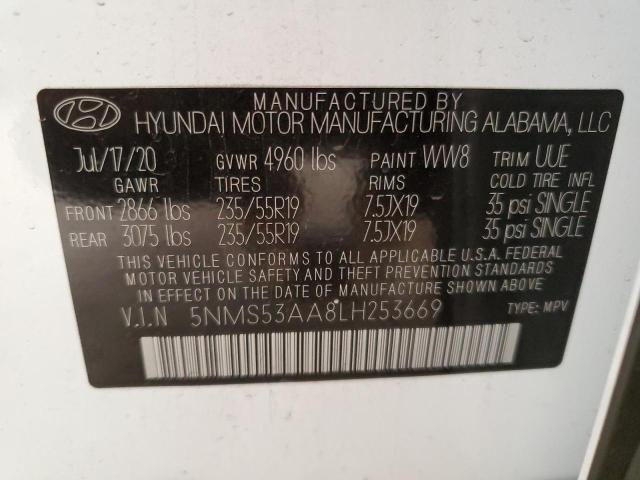 MANUFACTURED BY
HYUNDAI MOTOR MANUFACTURING ALABAMA, LLC
Jul/17/20 GVWR 4960 lbs PAINT WW8 TRIM UUE
GAWR TIRES RIMS COLD TIRE INFL
FRONT 2866 lbs 235/55R19 7.5JX19 35 psi SINGLE
REAR 3075 lbs 235/55R19 7.5JX19 35 psi SINGLE
THIS VEHICLE CONFORMS TO ALL APPLICABLE U.S.A. FEDERAL
MOTOR VEHICLE SAFETY AND THEFT PREVENTION STANDARDS
IN EFFECT ON THE DATE OF MANUFACTURE SHOWN ABOVE.
V.I.N 5NMS53AA8LH253669 TYPE: MPV